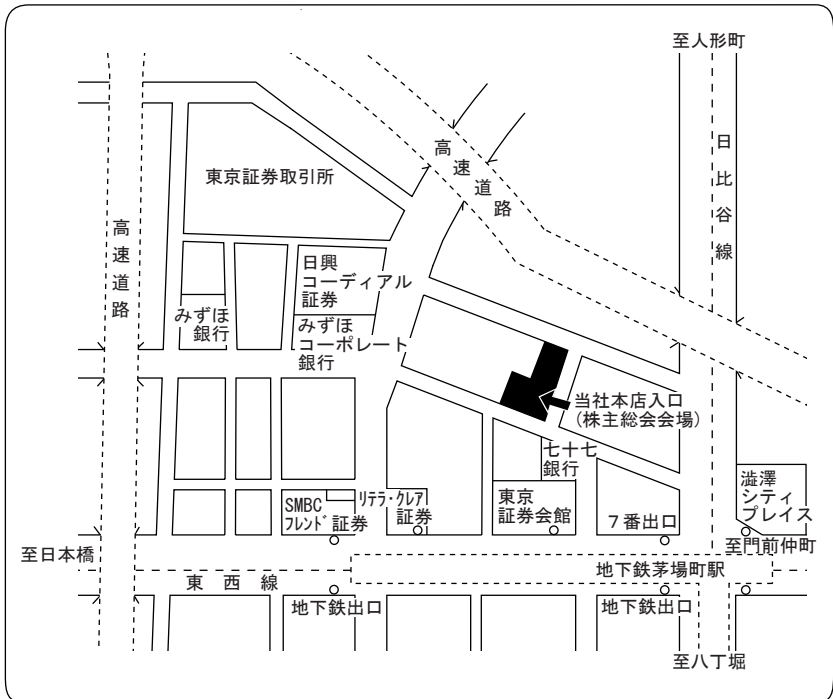 至人形町
高速道路
日比谷線
東京証券取引所
高速道路
日興
コーディアル
証券
みずほ
銀行
みずほ
コーポレート
銀行
当社本店入口
(株主総会会場)
七十七
銀行
SMBC
フレンド証券
リテラ・クレア
証券
東京
証券会館
7番出口
澁澤
シティ
プレイス
至日本橋
至門前仲町
東西線
地下鉄茅場町駅
地下鉄出口
地下鉄出口
至八丁堀